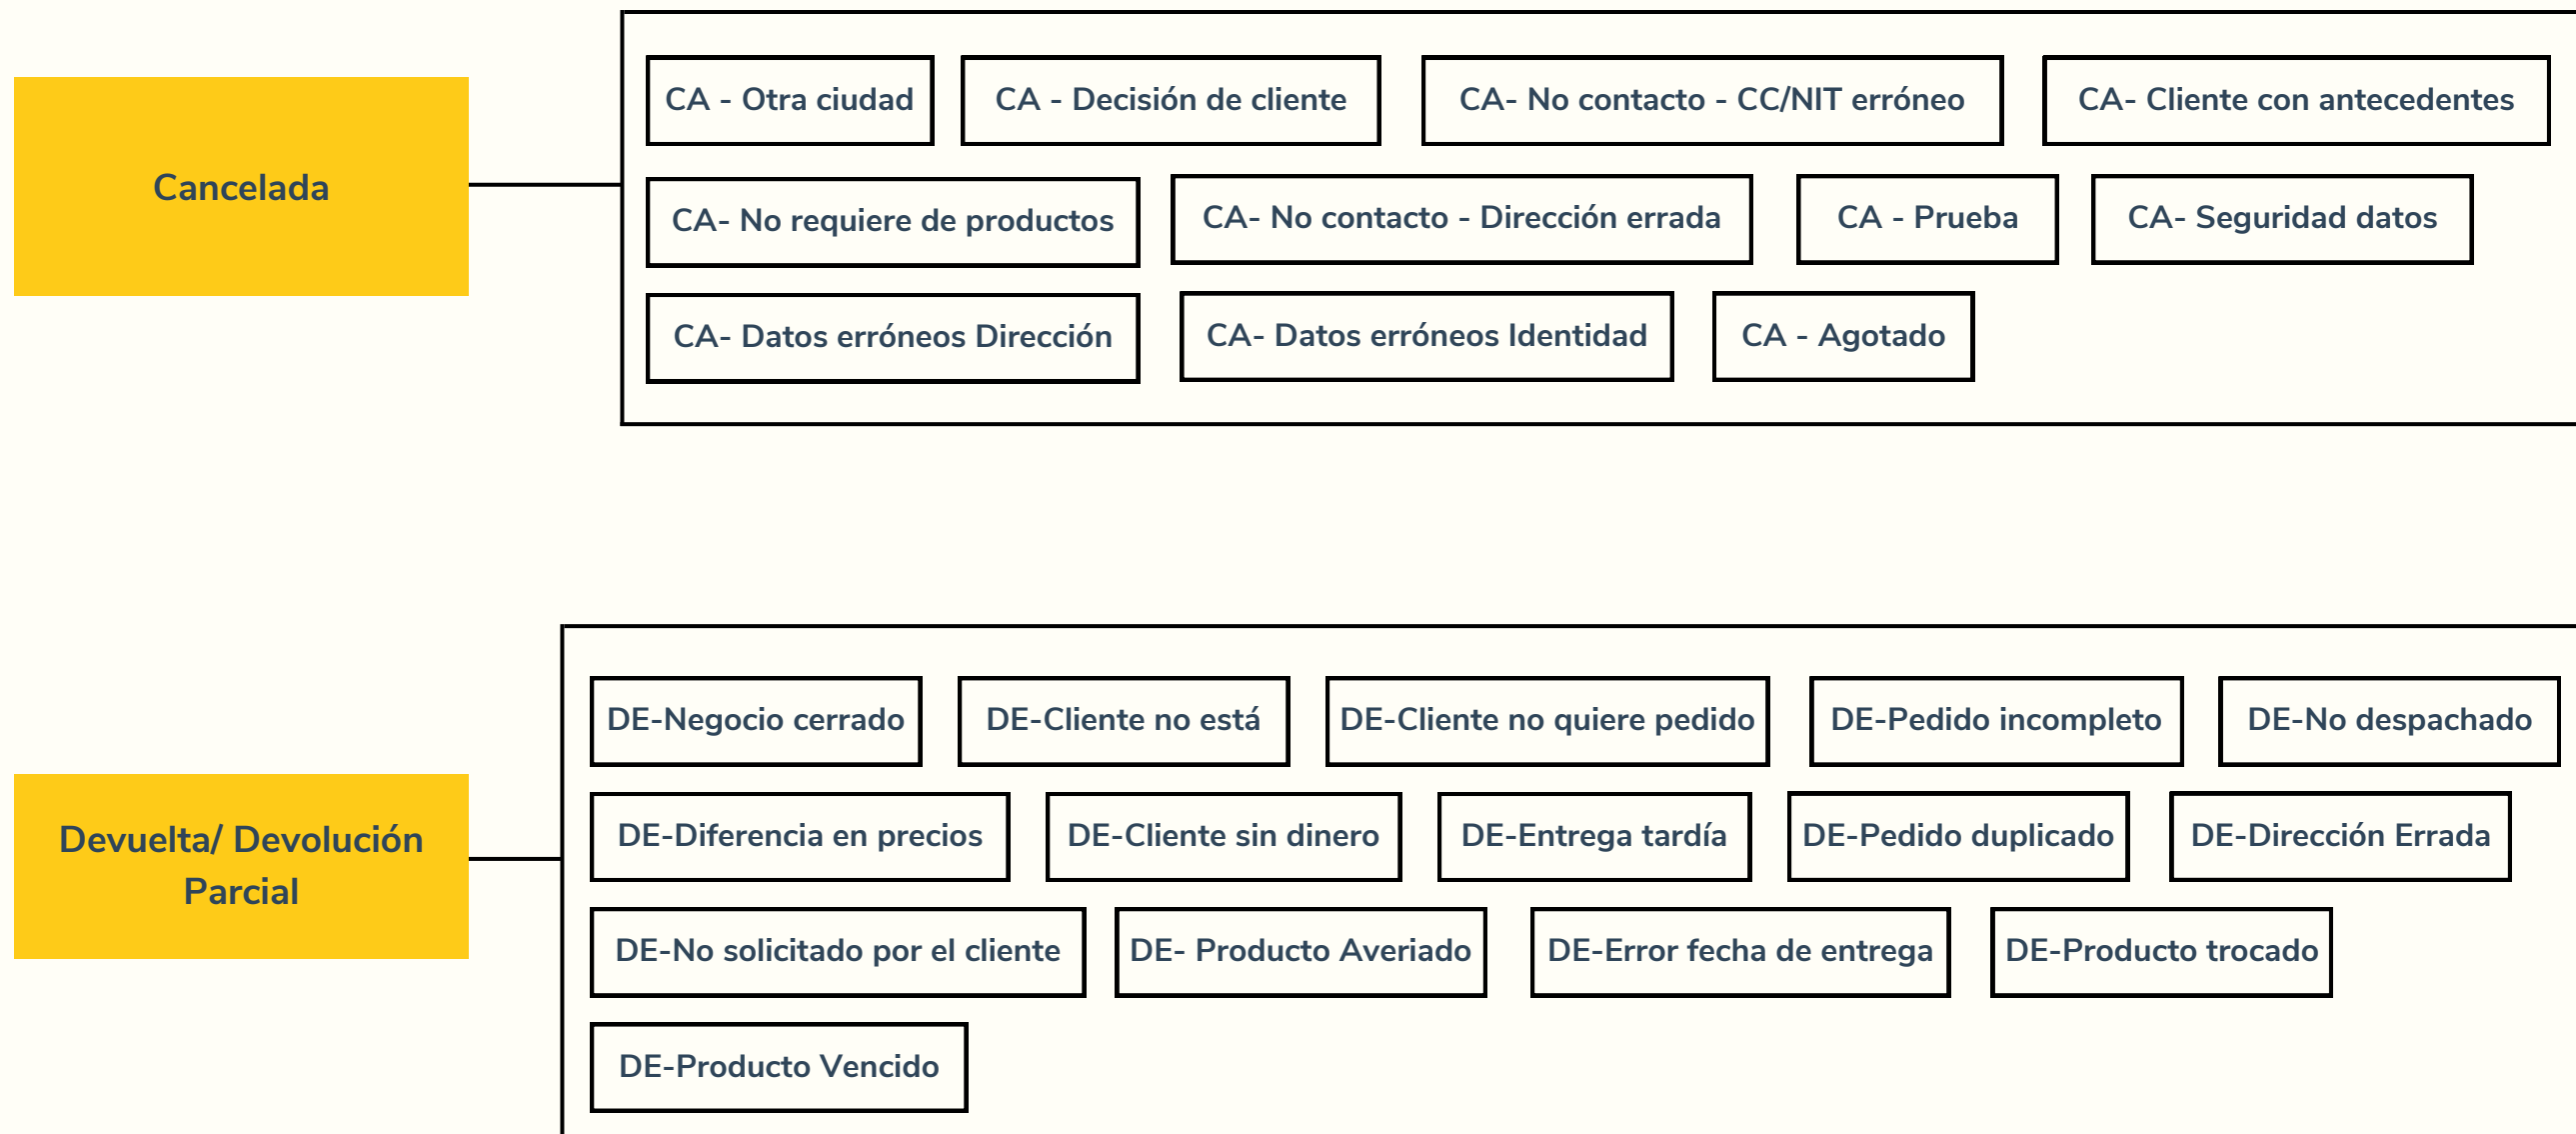 Cancelada
CA - Otra ciudad
CA - Decisión de cliente
CA- No contacto - CC/NIT erróneo
CA- Cliente con antecedentes
CA- No requiere de productos
CA- No contacto - Dirección errada
CA - Prueba
CA- Seguridad datos
CA- Datos erróneos Dirección
CA- Datos erróneos Identidad
CA - Agotado
Devuelta/ Devolución
Parcial
DE-Negocio cerrado
DE-Cliente no está
DE-Cliente no quiere pedido
DE-Pedido incompleto
DE-No despachado
DE-Diferencia en precios
DE-Cliente sin dinero
DE-Entrega tardía
DE-Pedido duplicado
DE-Dirección Errada
DE-No solicitado por el cliente
DE- Producto Averiado
DE-Error fecha de entrega
DE-Producto trocado
DE-Producto Vencido